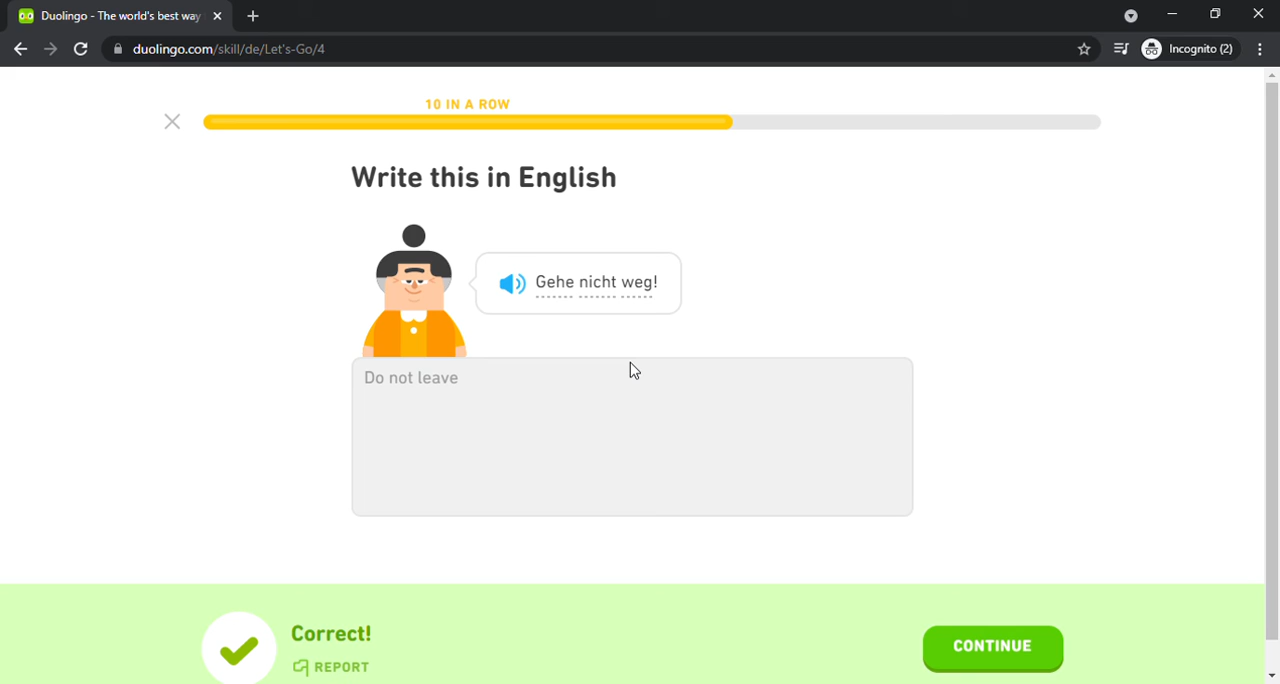 Duolingo - The world's best way
Incognito (2)
duolingo.com/skill/de/Let's-Go/4
10 IN A ROW
Write this in English
Gehe nicht weg!
Do not leave
Correct!
REPORT
CONTINUE